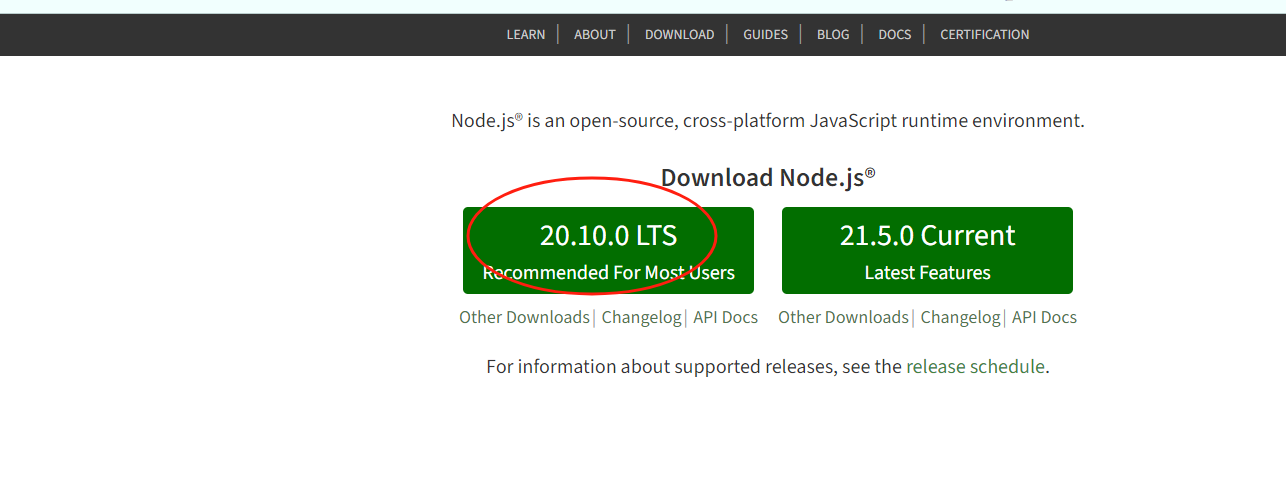 LEARN | ABOUT | DOWNLOAD | GUIDES | BLOG | DOCS | CERTIFICATION
Node.js® is an open-source, cross-platform JavaScript runtime environment.
Download Node.js®
20.10.0 LTS
Recommended For Most Users
21.5.0 Current
Latest Features
Other Downloads | Changelog | API Docs
Other Downloads | Changelog | API Docs
For information about supported releases, see the release schedule.